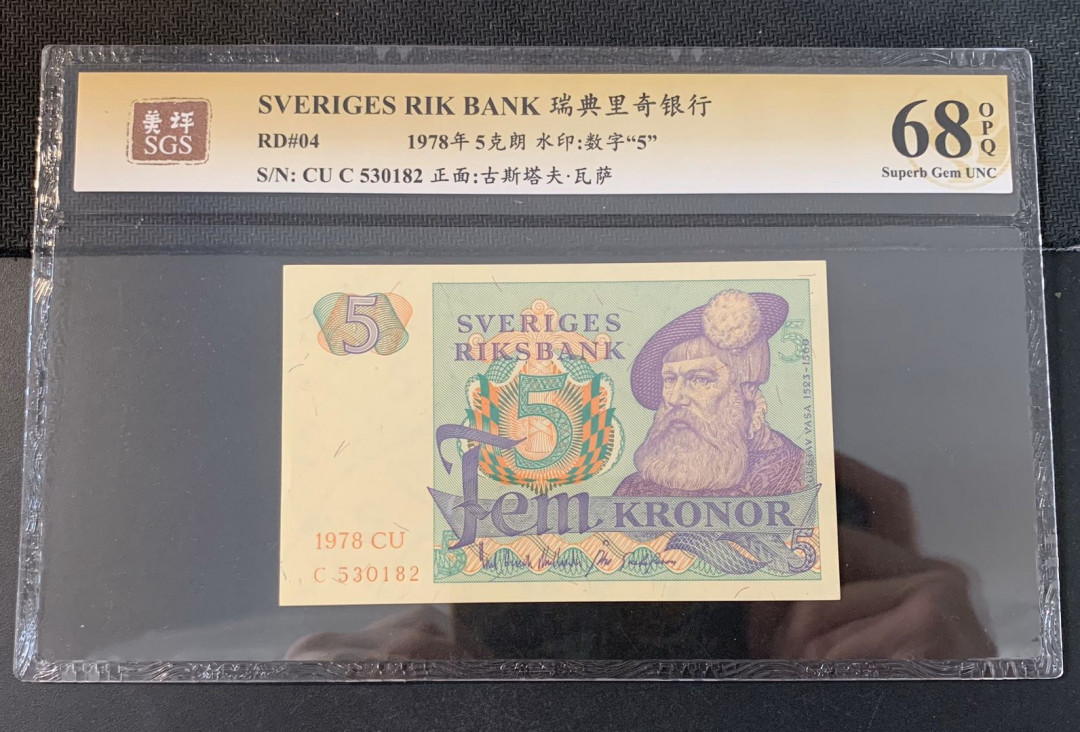 美评
SGS
SVERIGES RIK BANK 瑞典里奇银行
RD#04 1978年 5克朗 水印:数字“5”
S/N: CU C 530182 正面:古斯塔夫·瓦萨
68
OPQ
Superb Gem UNC
5
SVERIGES
RIKSBANK
5
5
GUSTAV VASA 1523-1560
Fem KRONOR
1978 CU
C 530182
5
5